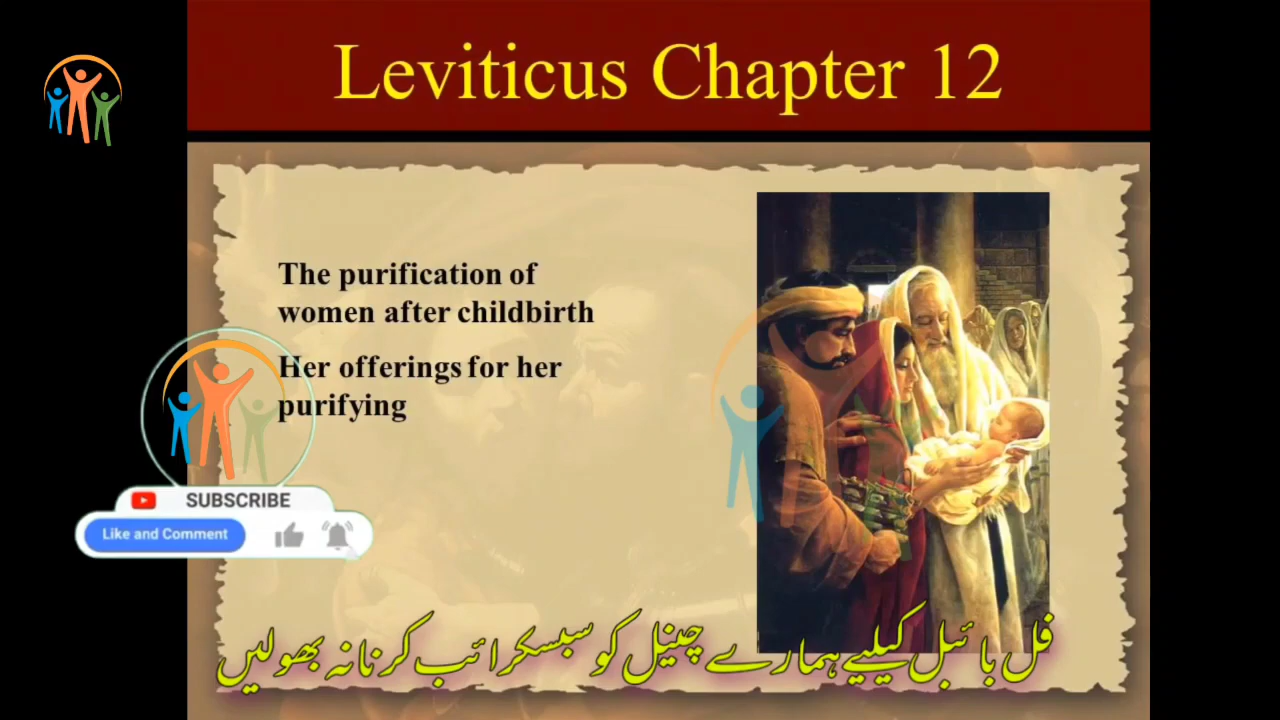 Leviticus Chapter 12
The purification of
women after childbirth
Her offerings for her
purifying
SUBSCRIBE
Like and Comment
فل بائبل کیلیے ہمارے چینل کو سبسکرائب کرنا نہ بھولیں